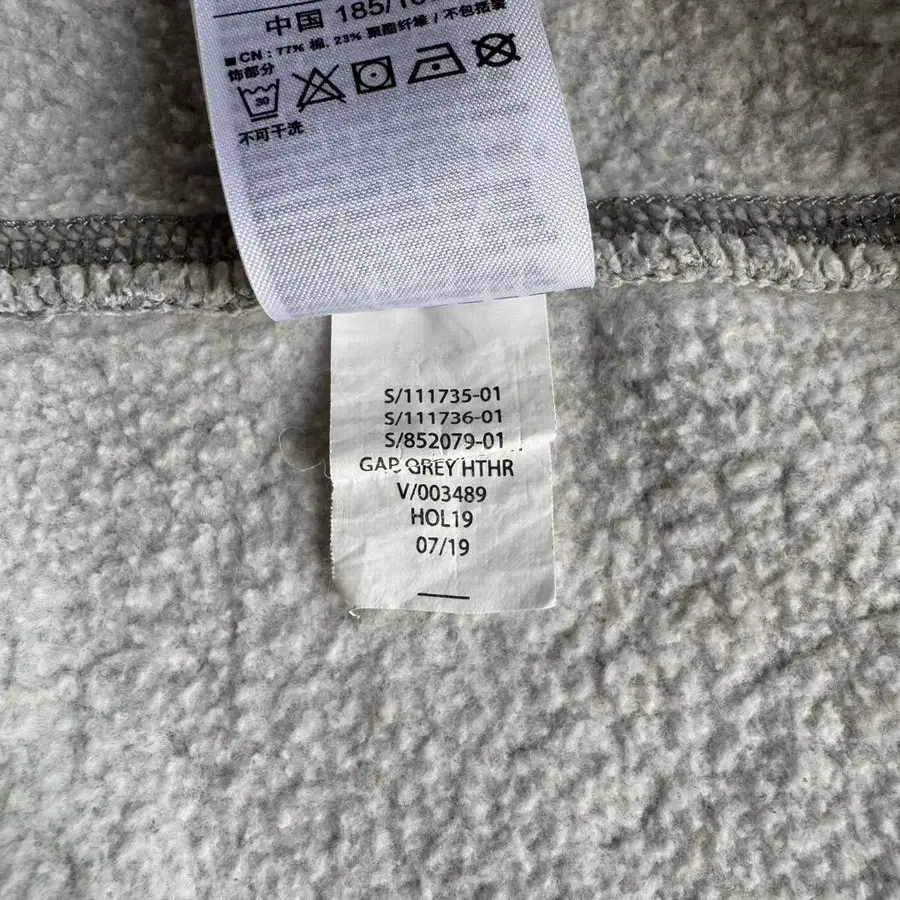 中国 185/10
■CN: 77% 棉, 23% 聚酯纤维 / 不包括装
饰部分
30
不可干洗
S/111735-01
S/111736-01
S/852079-01
GAP GREY HTHR
V/003489
HOL19
07/19